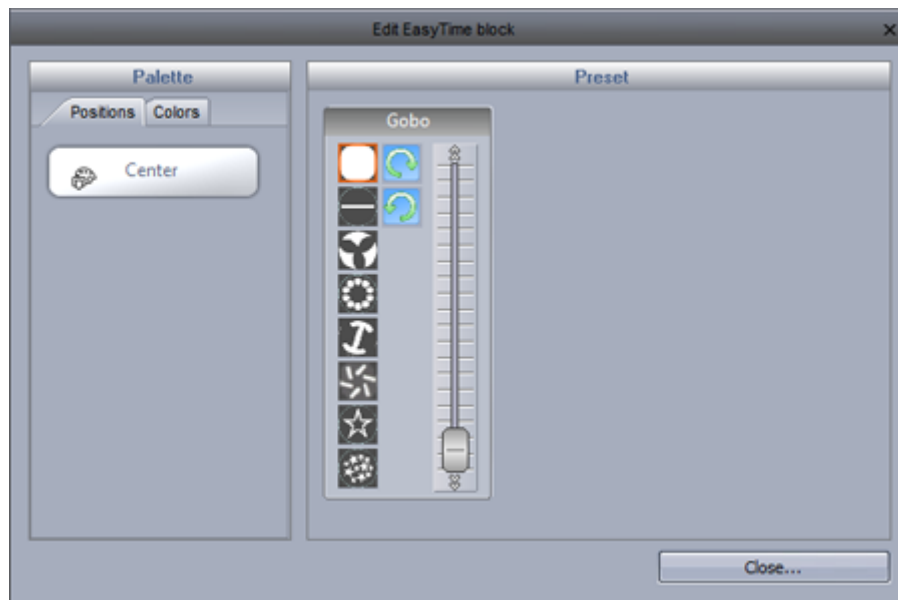 Edit EasyTime block
Palette
Preset
Positions
Colors
Gobo
Center
Close...